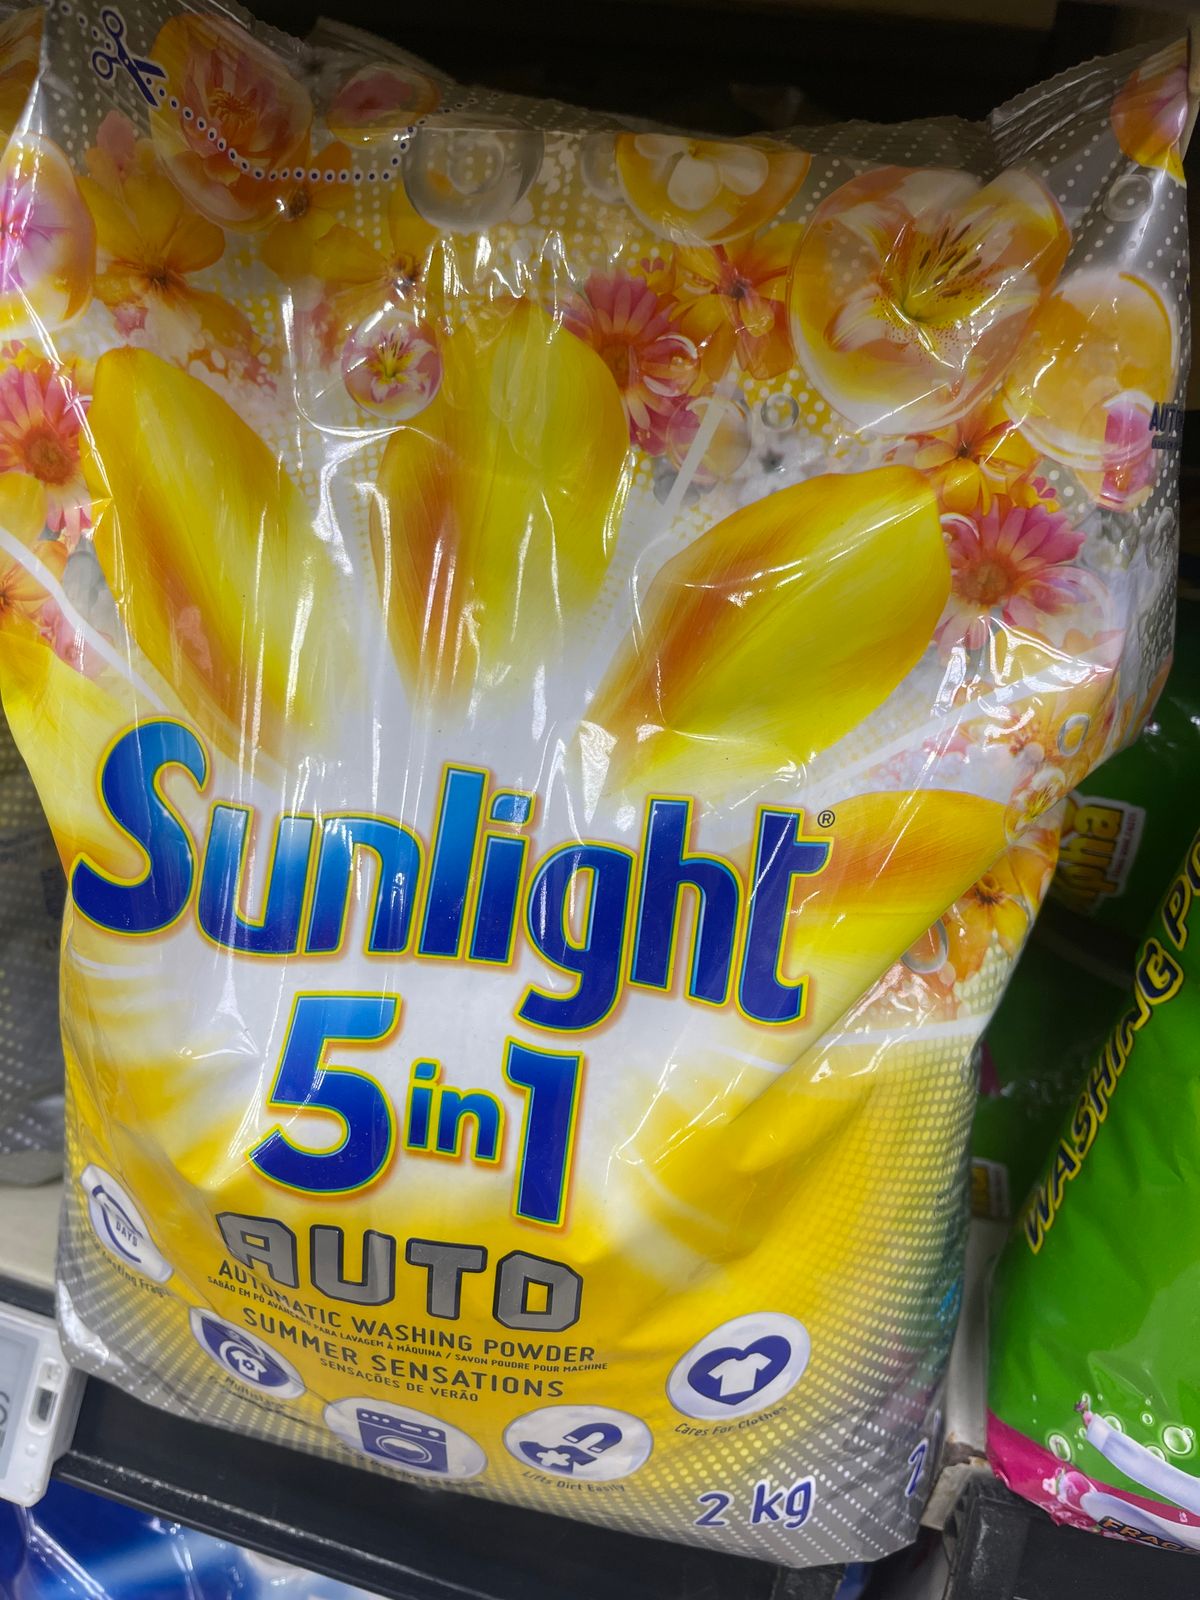 Sunlight®
5 in 1
AUTO
AUTOMATIC WASHING POWDER
SABÃO EM PÓ AVANÇADO PARA LAVAGEM À MÁQUINA / SAVON POUDRE POUR MACHINE
SUMMER SENSATIONS
SENSAÇÕES DE VERÃO
DAYS
Cares For Clothes
Lifts Dirt Easily
2 kg
WASHING